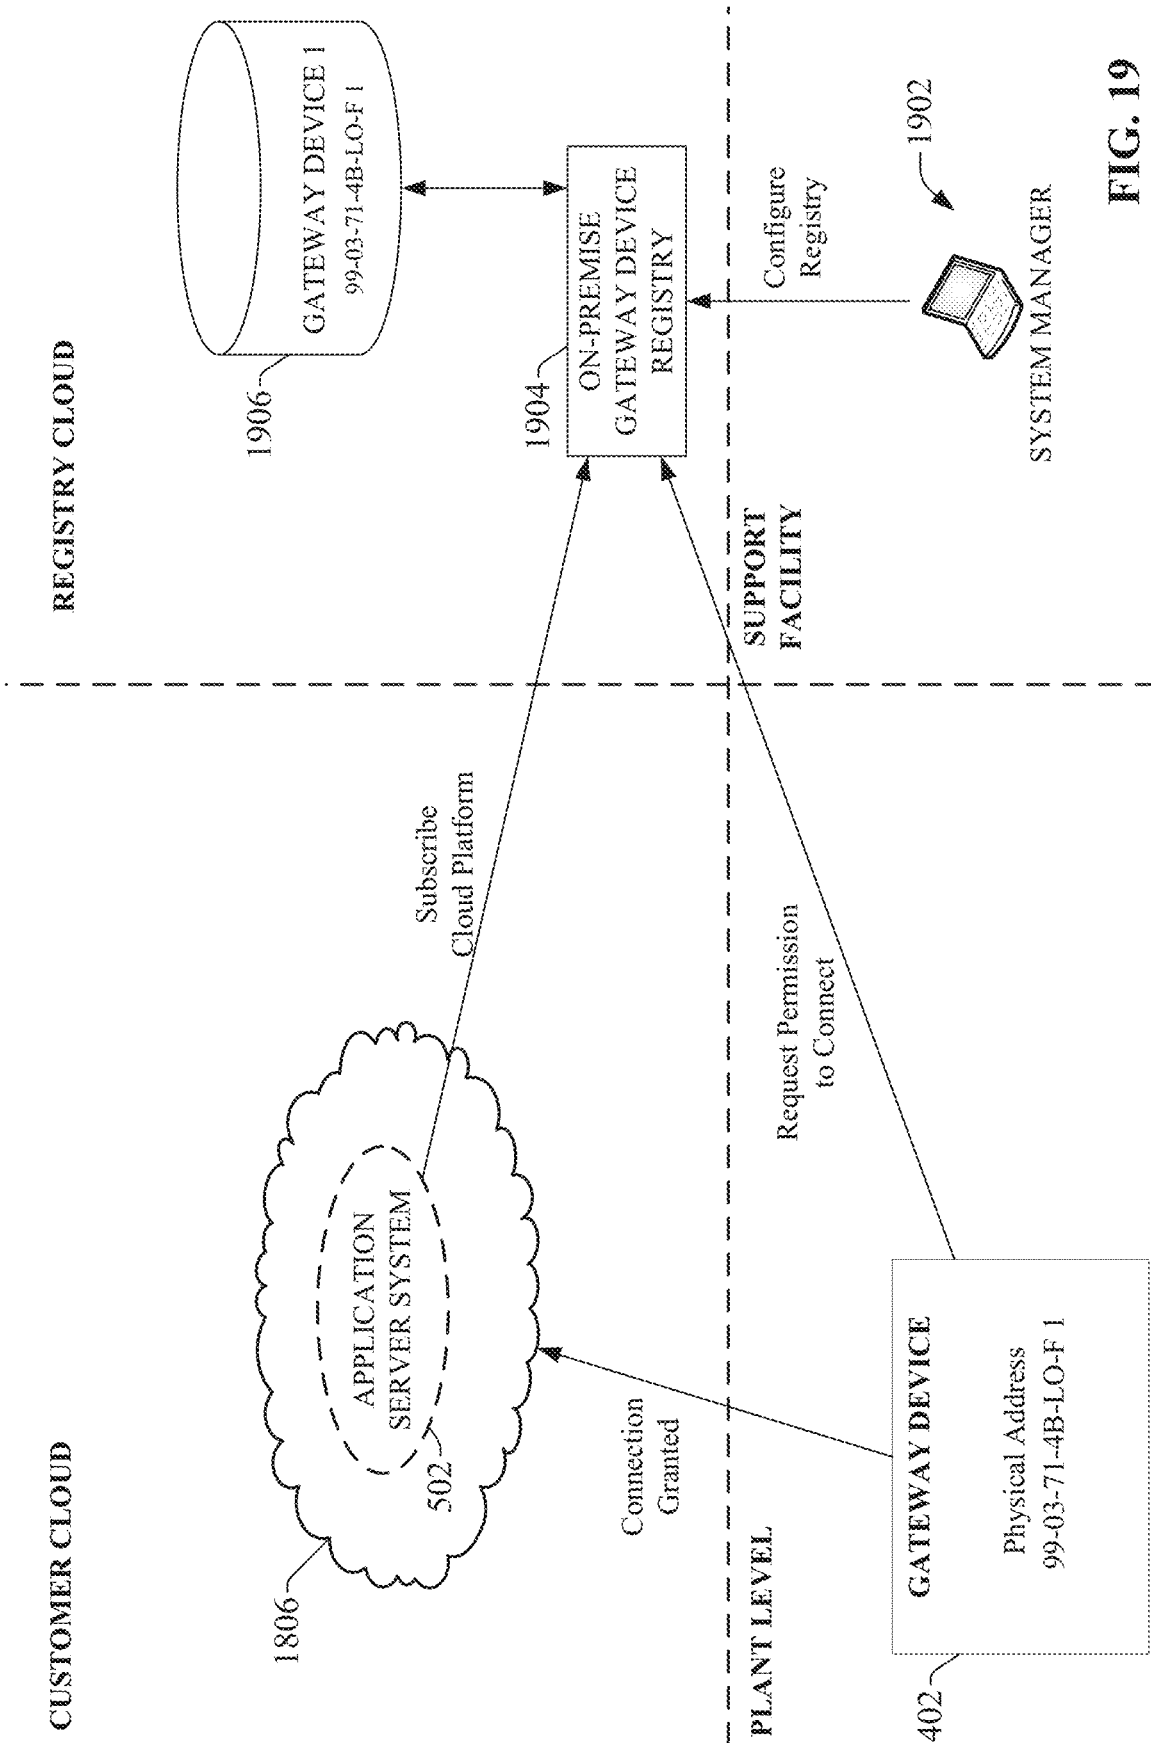 CUSTOMER CLOUD
REGISTRY CLOUD
1806
APPLICATION
SERVER SYSTEM
502
Subscribe
Cloud Platform
1906
GATEWAY DEVICE 1
99-03-71-4B-LO-F 1
1904
ON-PREMISE
GATEWAY DEVICE
REGISTRY
Connection
Granted
PLANT LEVEL
Request Permission
to Connect
SUPPORT
FACILITY
Configure
Registry
402
GATEWAY DEVICE
Physical Address
99-03-71-4B-LO-F 1
1902
SYSTEM MANAGER
FIG. 19